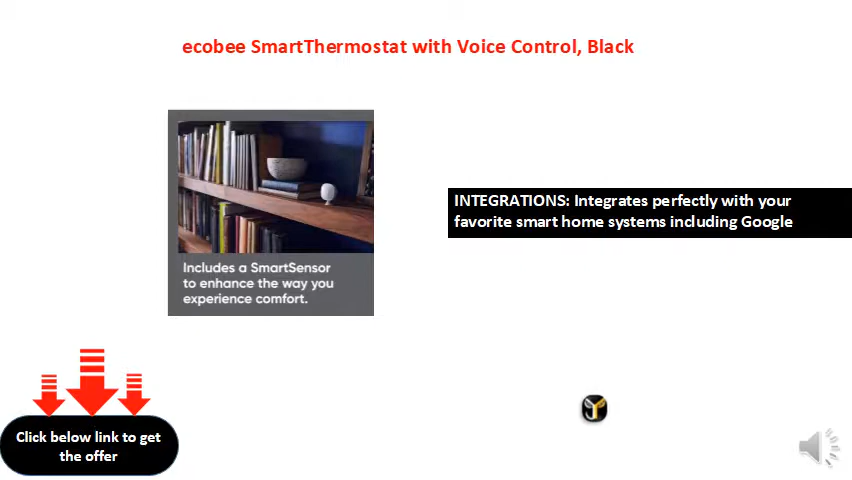 ecobee SmartThermostat with Voice Control, Black
INTEGRATIONS: Integrates perfectly with your
favorite smart home systems including Google
Includes a SmartSensor
to enhance the way you
experience comfort.
Click below link to get
the offer